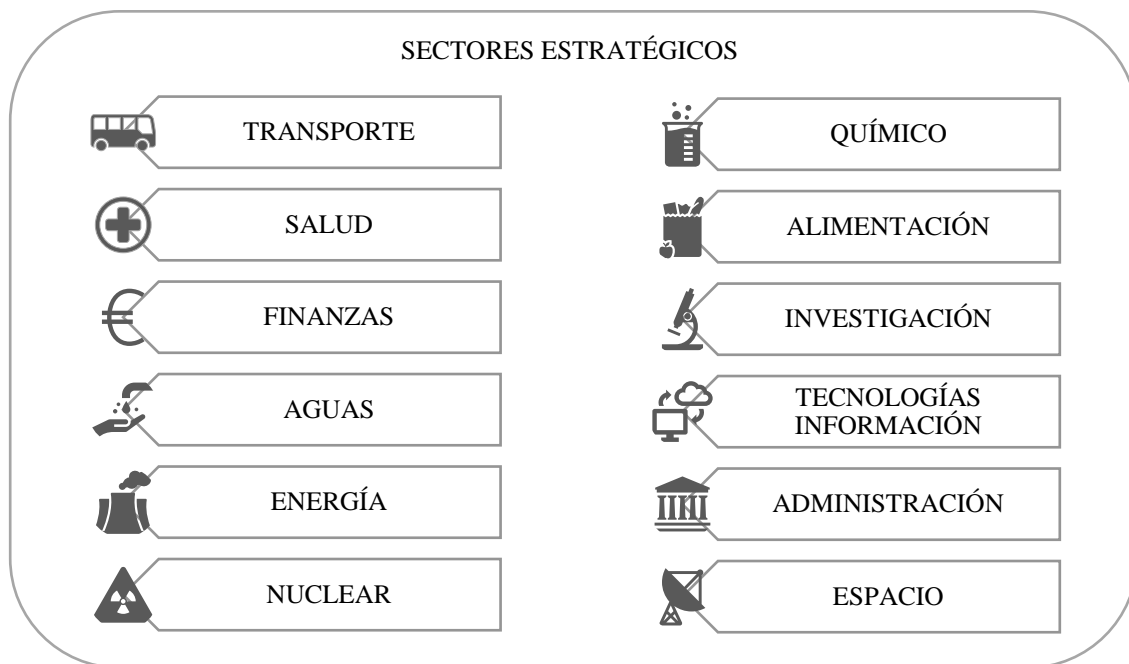 SECTORES ESTRATÉGICOS
TRANSPORTE
SALUD
FINANZAS
AGUAS
ENERGÍA
NUCLEAR
QUÍMICO
ALIMENTACIÓN
INVESTIGACIÓN
TECNOLOGÍAS
INFORMACIÓN
ADMINISTRACIÓN
ESPACIO